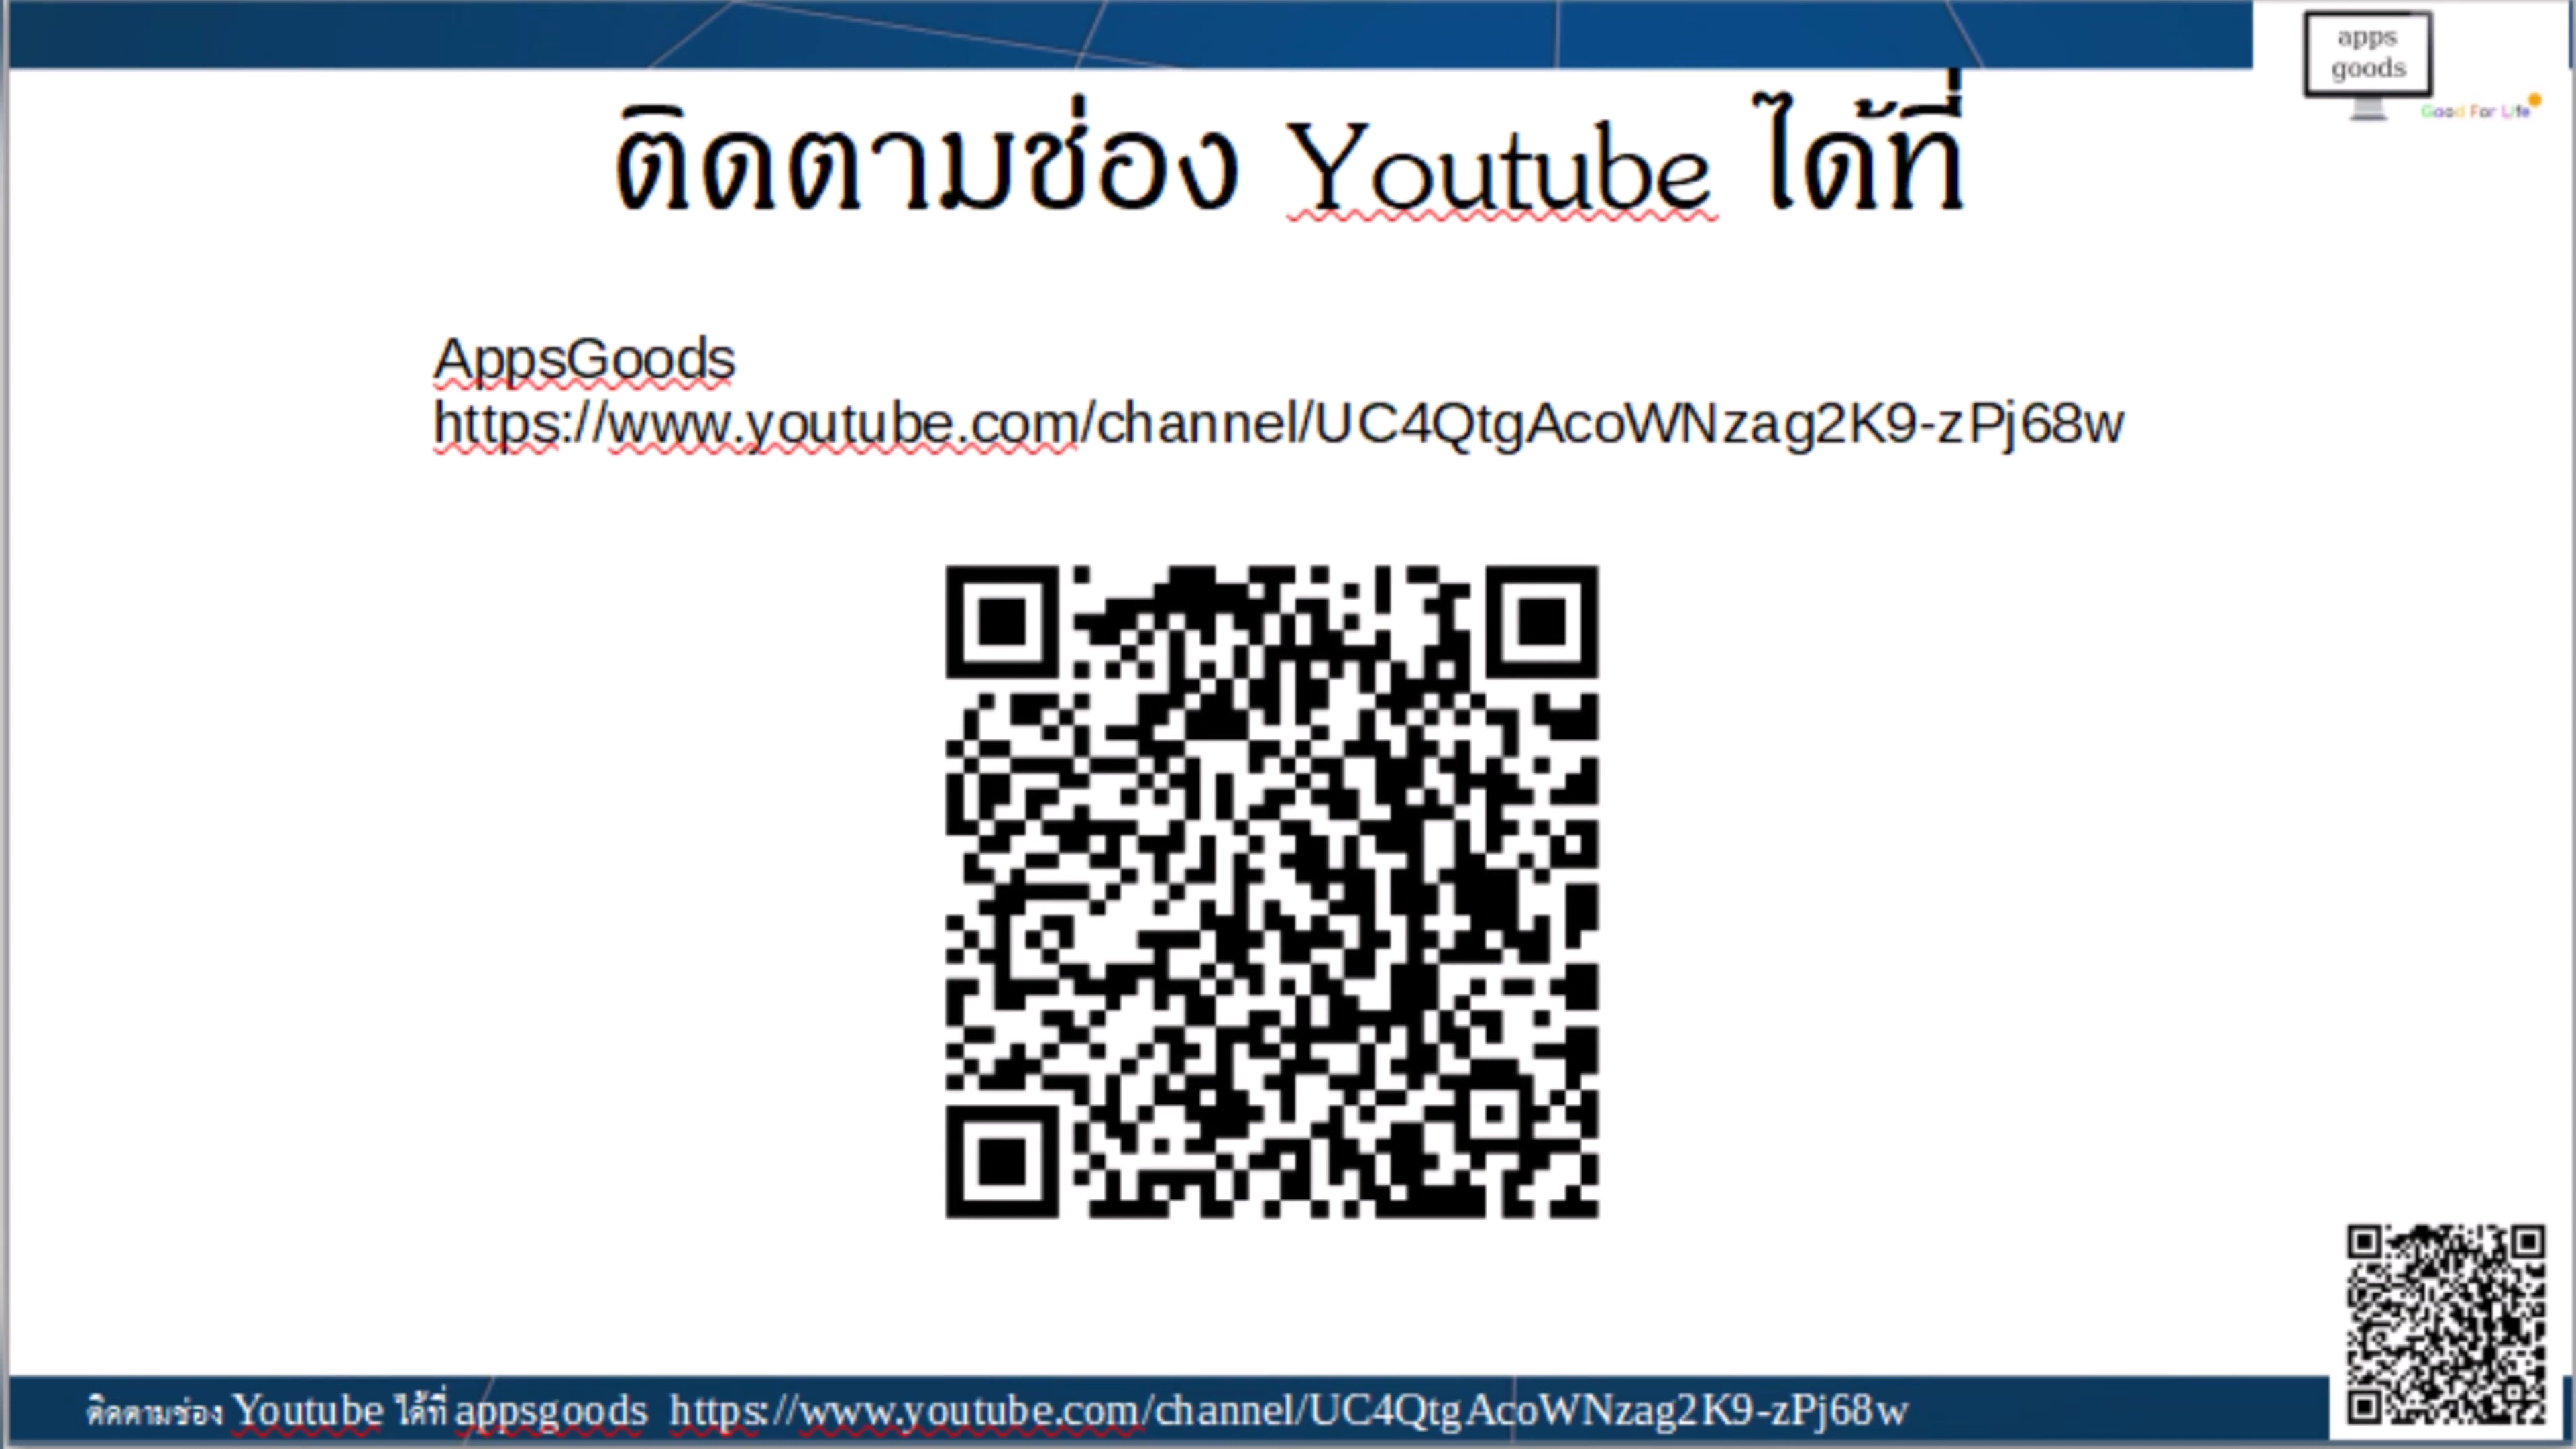 apps
goods
Good For Life
ติดตามช่อง Youtube ได้ที่
AppsGoods
https://www.youtube.com/channel/UC4QtgAcoWNzag2K9-zPj68w
ติดตามช่อง Youtube ได้ที่ appsgoods https://www.youtube.com/channel/UC4QtgAcoWNzag2K9-zPj68w